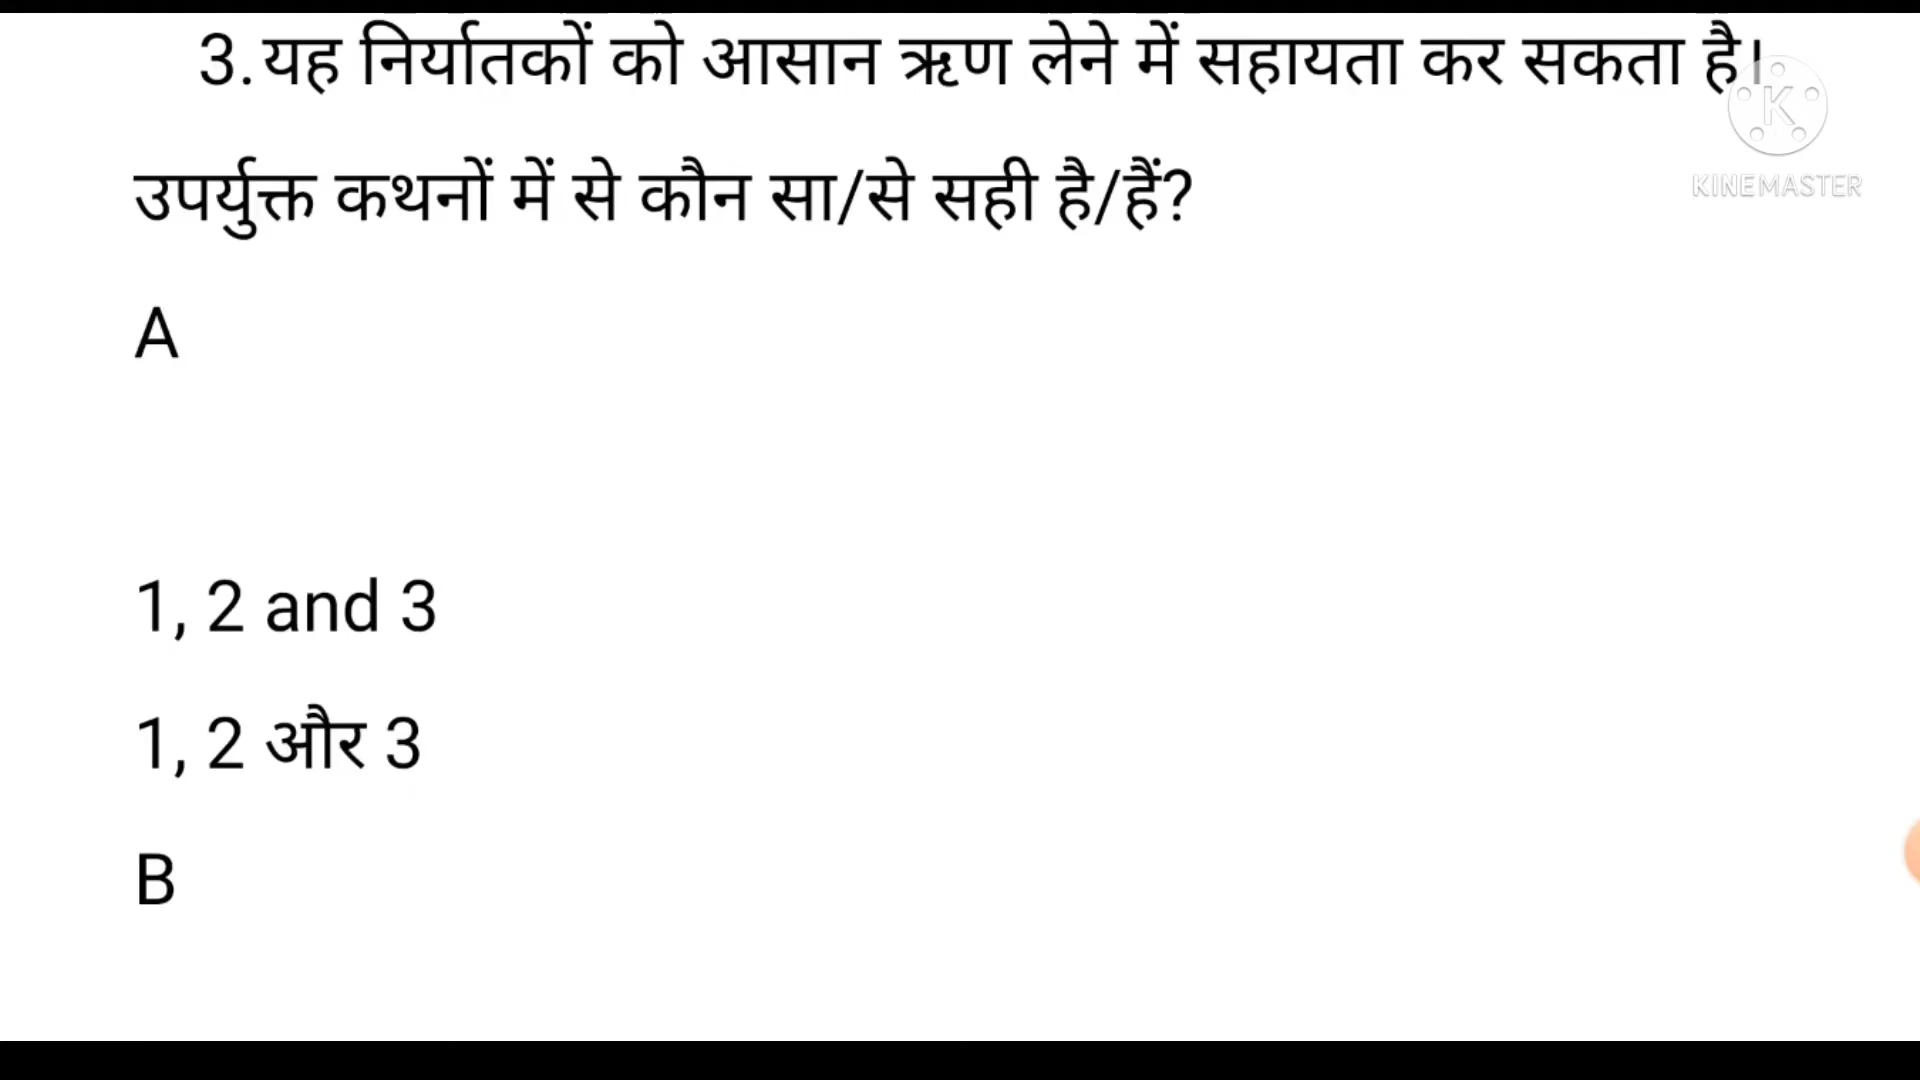 3. यह निर्यातकों को आसान ऋण लेने में सहायता कर सकता है।
K
KINEMASTER
उपर्युक्त कथनों में से कौन सा/से सही है/हैं?
A
1, 2 and 3
1, 2 और 3
B